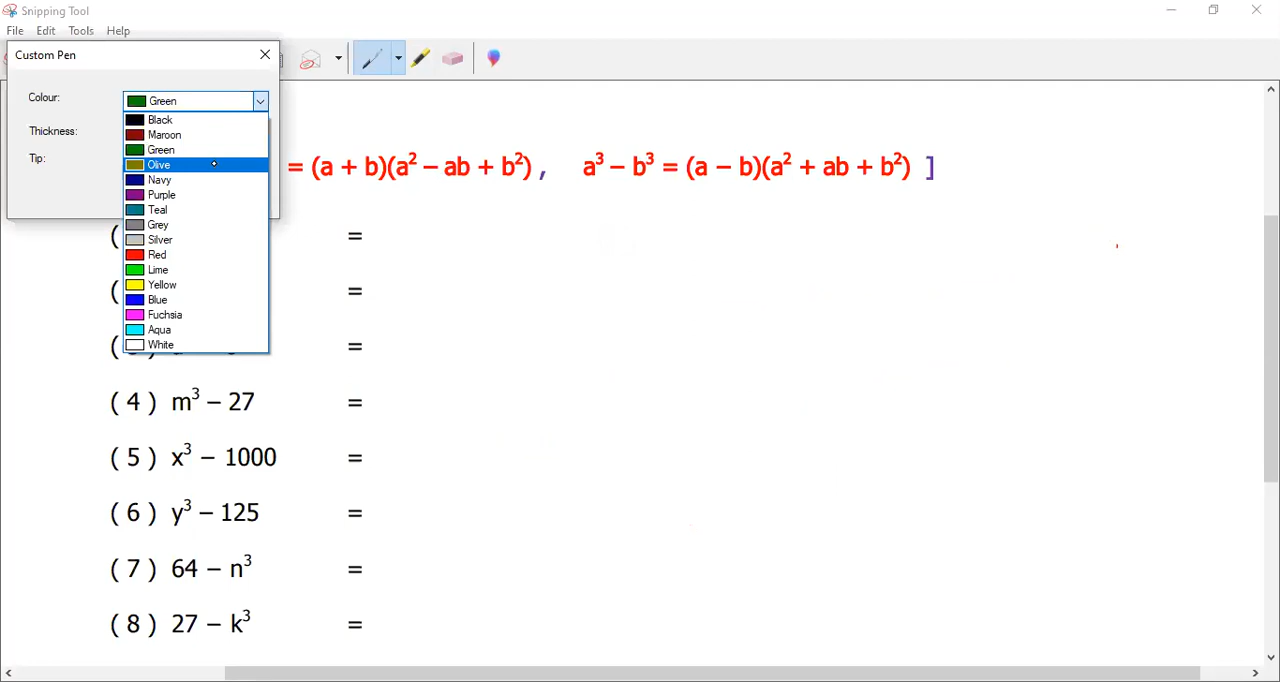 Snipping Tool
File Edit Tools Help
Custom Pen
Colour: Green
Thickness:
Tip:
Black
Maroon
Green
Olive
Navy
Purple
Teal
Grey
Silver
Red
Lime
Yellow
Blue
Fuchsia
Aqua
White
= (a + b)(a² – ab + b²) , a³ – b³ = (a – b)(a² + ab + b²) ]
( =
( =
( =
( 4 ) m³ – 27 =
( 5 ) x³ – 1000 =
( 6 ) y³ – 125 =
( 7 ) 64 – n³ =
( 8 ) 27 – k³ =